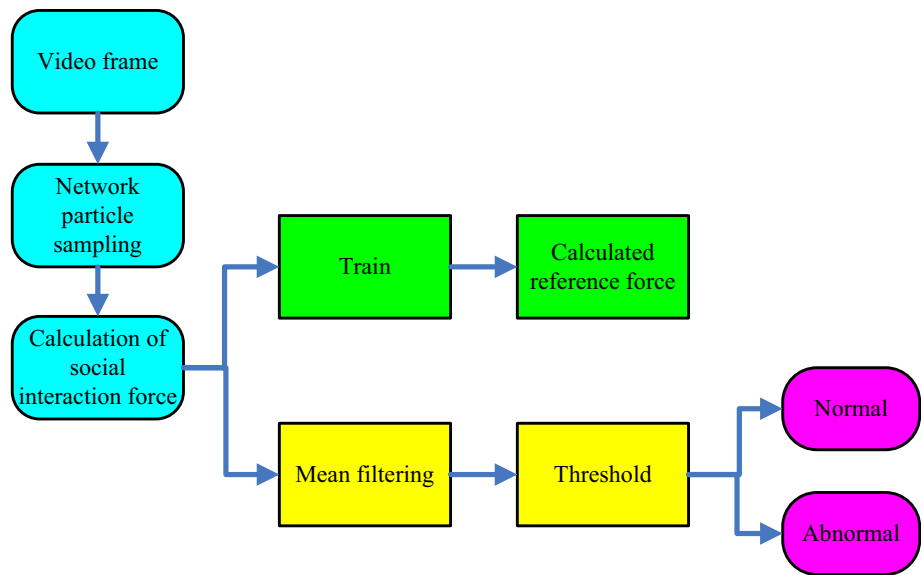 Video frame
Network
particle
sampling
Calculation of
social
interaction force
Train
Calculated
reference force
Mean filtering
Threshold
Normal
Abnormal